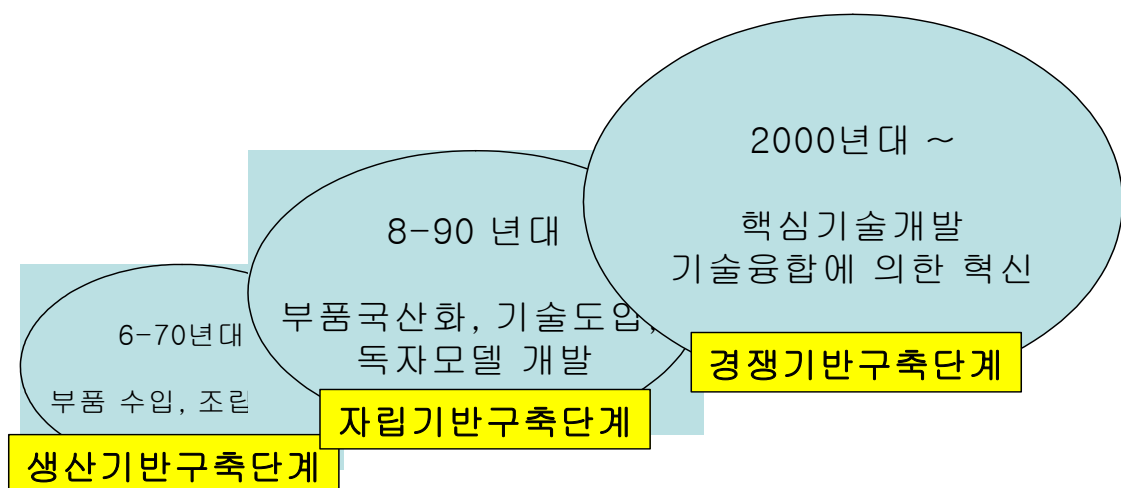 6-70년대
부품 수입, 조립
생산기반구축단계
8-90 년대
부품국산화, 기술도입,
독자모델 개발
자립기반구축단계
2000년대 ~
핵심기술개발
기술융합에 의한 혁신
경쟁기반구축단계